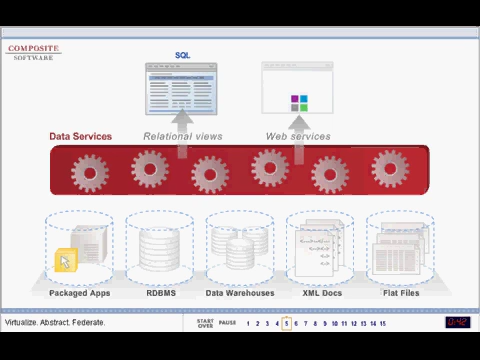 COMPOSITE
SOFTWARE
SQL
Data Services
Relational views
Web services
Packaged Apps
RDBMS
Data Warehouses
XML Docs
Flat Files
Virtualize. Abstract. Federate.
START OVER
PAUSE
1 2 3 4 5 6 7 8 9 10 11 12 13 14 15
0:42